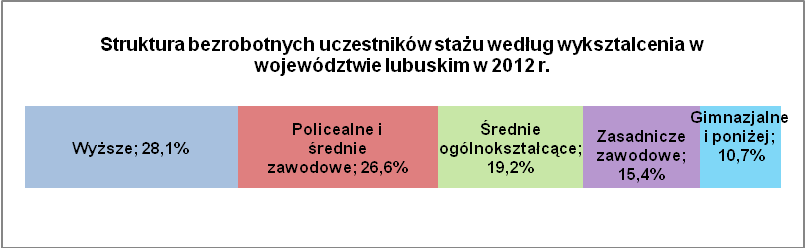 Struktura bezrobotnych uczestników stażu według wykształcenia w
województwie lubuskim w 2012 r.
Wyższe; 28,1%
Policealne i
średnie
zawodowe; 26,6%
Średnie
ogólnokształcące;
19,2%
Zasadnicze
zawodowe;
15,4%
Gimnazjalne
i poniżej;
10,7%